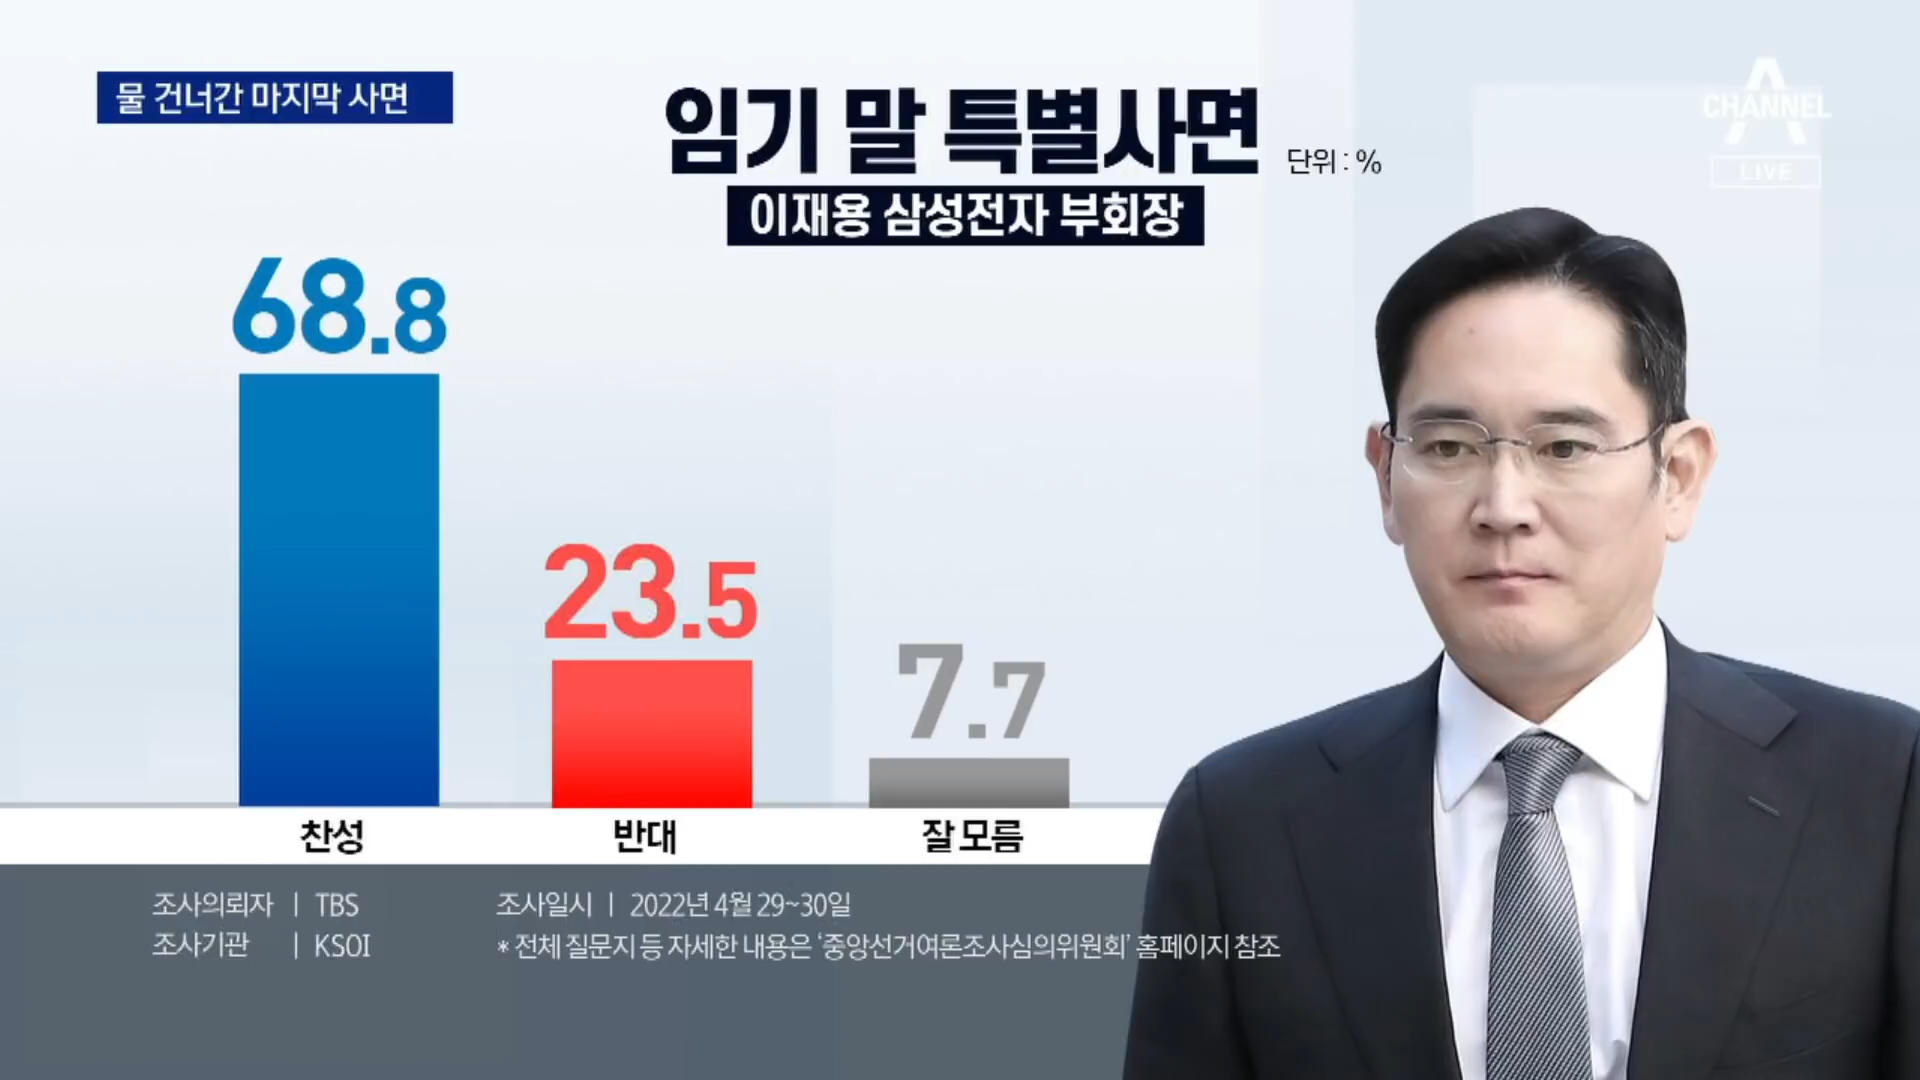 물 건너간 마지막 사면
임기 말 특별사면
단위 : %
이재용 삼성전자 부회장
CHANNEL A
LIVE
68.8
23.5
7.7
찬성
반대
잘 모름
조사의뢰자 | TBS
조사일시 | 2022년 4월 29~30일
조사기관 | KSOI
* 전체 질문지 등 자세한 내용은 ‘중앙선거여론조사심의위원회’ 홈페이지 참조